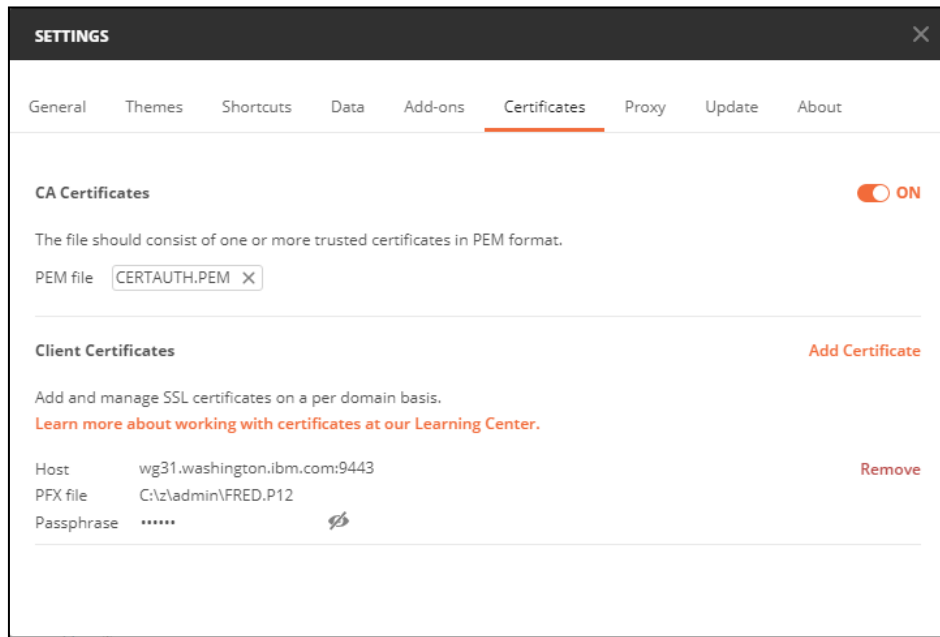 SETTINGS
General Themes Shortcuts Data Add-ons Certificates Proxy Update About
CA Certificates ON
The file should consist of one or more trusted certificates in PEM format.
PEM file CERTAUTH.PEM
Client Certificates Add Certificate
Add and manage SSL certificates on a per domain basis.
Learn more about working with certificates at our Learning Center.
Host wg31.washington.ibm.com:9443 Remove
PFX file C:\z\admin\FRED.P12
Passphrase ••••••